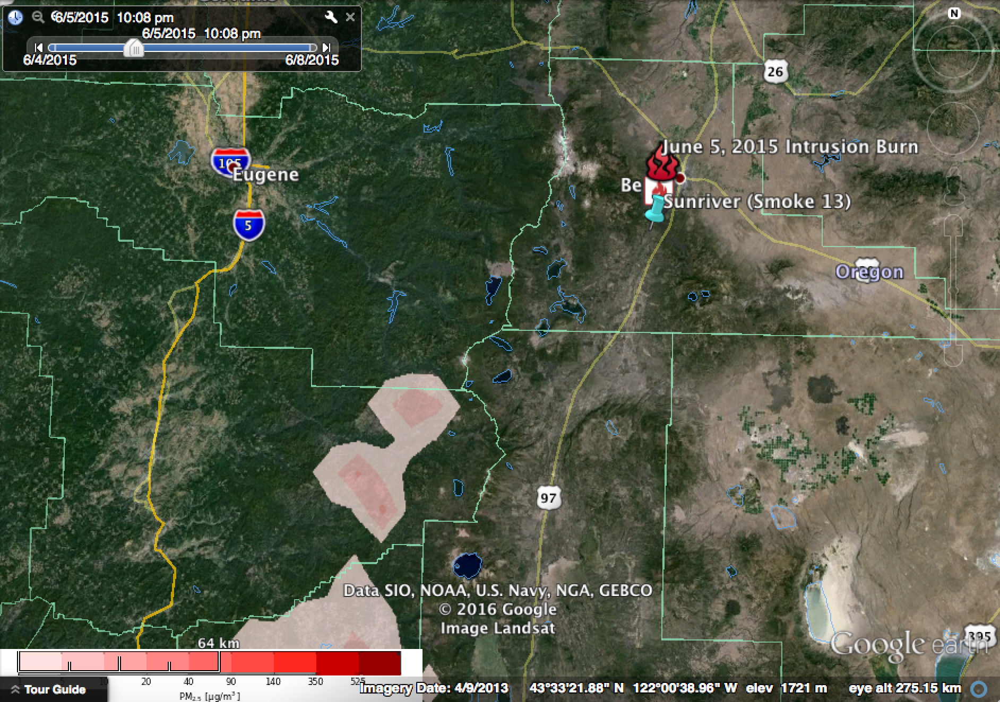 6/5/2015 10:08 pm
6/5/2015 10:08 pm
6/4/2015
6/8/2015
N
26
June 5, 2015 Intrusion Burn
105
Eugene
Be
Sunriver (Smoke 13)
5
Oregon
97
Data SIO, NOAA, U.S. Navy, NGA, GEBCO
© 2016 Google
Image Landsat
395
Google earth
64 km
1 5 10 20 40 90 140 350 525
PM2.5 [µg/m³]
Tour Guide
Imagery Date: 4/9/2013 43°33'21.88" N 122°00'38.96" W elev 1721 m eye alt 275.15 km